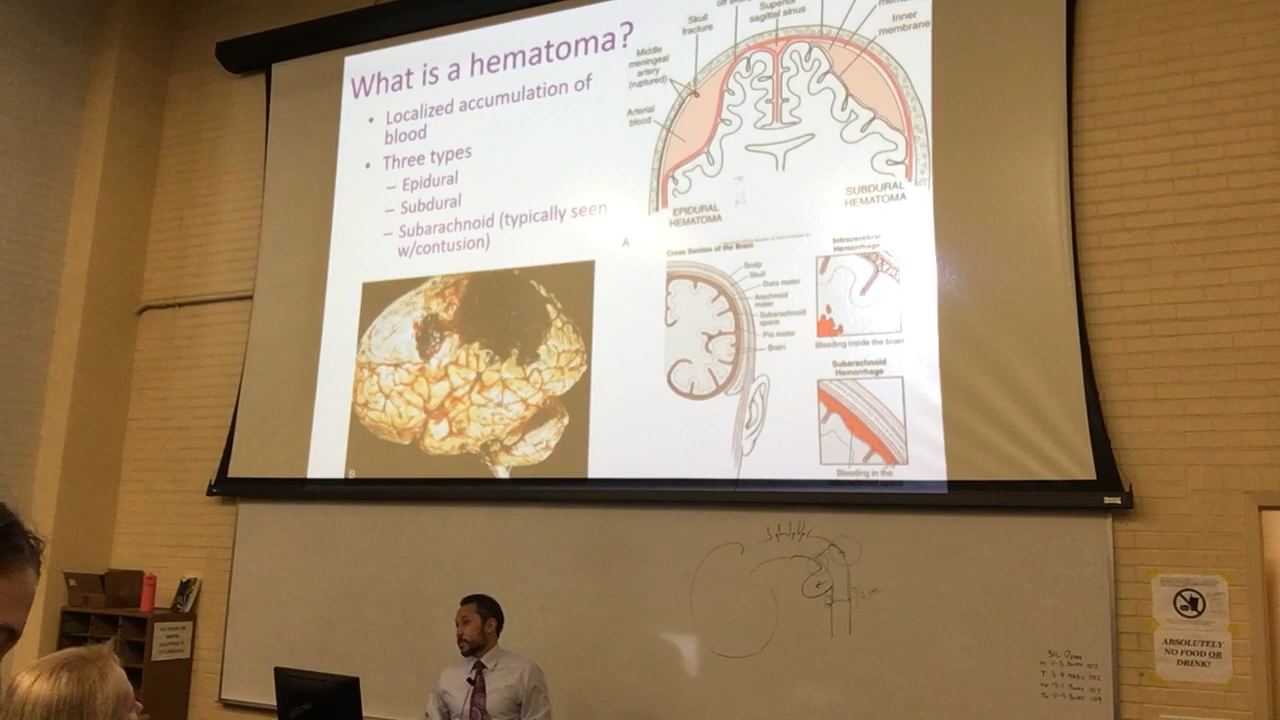 What is a hematoma?
• Localized accumulation of
blood
• Three types
– Epidural
– Subdural
– Subarachnoid (typically seen
w/contusion)
B
Skull
fracture
Superior
sagittal sinus
Inner
membrane
Middle
meningeal
artery
(ruptured)
Arterial
blood
EPIDURAL
HEMATOMA
SUBDURAL
HEMATOMA
A
Cross Section of the Brain
Scalp
Skull
Dura mater
Arachnoid
mater
Subarachnoid
space
Pia mater
Brain
Intracerebral
Hemorrhage
Bleeding inside the brain
Subarachnoid
Hemorrhage
Bleeding in the
ABSOLUTELY
NO FOOD OR
DRINK!